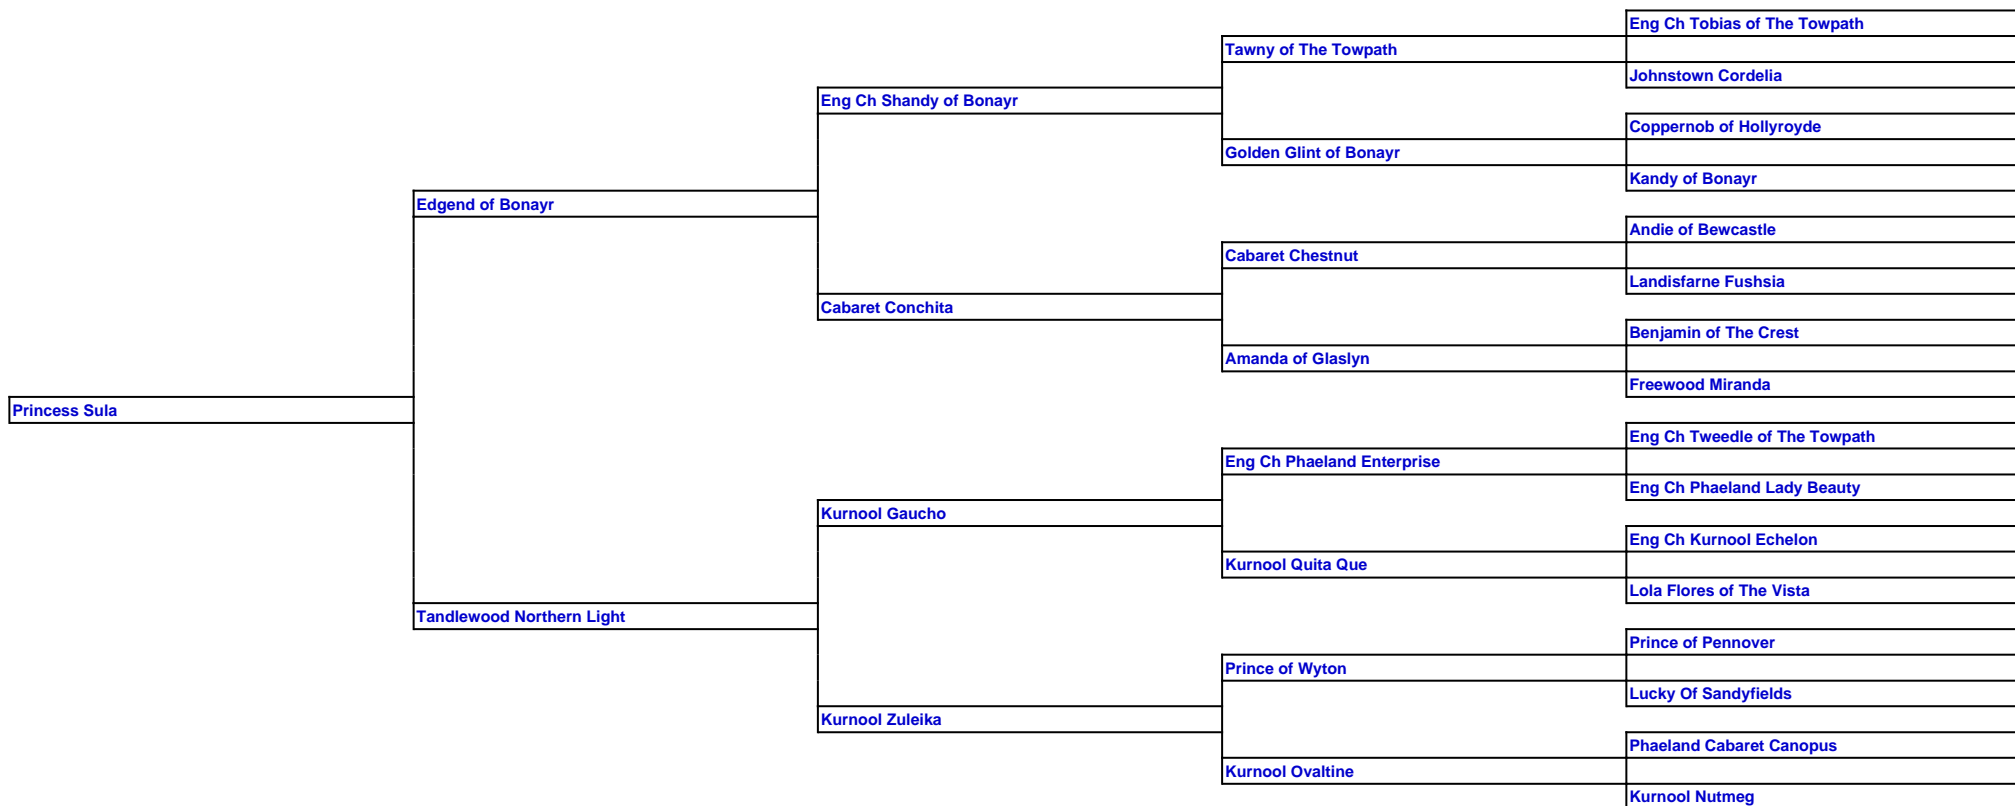 Eng Ch Tobias of The Towpath
Tawny of The Towpath
Johnstown Cordelia
Eng Ch Shandy of Bonayr
Coppernob of Hollyroyde
Golden Glint of Bonayr
Kandy of Bonayr
Edgend of Bonayr
Andie of Bewcastle
Cabaret Chestnut
Landisfarne Fushsia
Cabaret Conchita
Benjamin of The Crest
Amanda of Glaslyn
Freewood Miranda
Princess Sula
Eng Ch Tweedle of The Towpath
Eng Ch Phaeland Enterprise
Eng Ch Phaeland Lady Beauty
Kurnool Gaucho
Eng Ch Kurnool Echelon
Kurnool Quita Que
Lola Flores of The Vista
Tandlewood Northern Light
Prince of Pennover
Prince of Wyton
Lucky Of Sandyfields
Kurnool Zuleika
Phaeland Cabaret Canopus
Kurnool Ovaltine
Kurnool Nutmeg